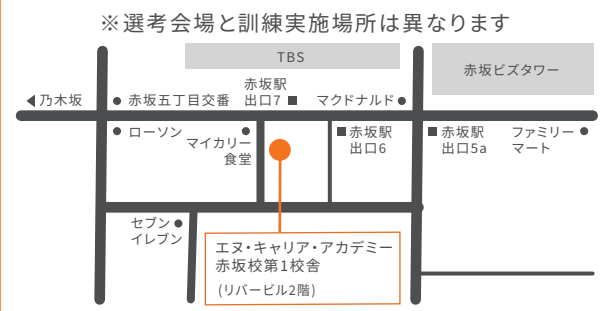 ※選考会場と訓練実施場所は異なります
TBS
赤坂ビズタワー
乃木坂
赤坂五丁目交番
赤坂駅
出口7
マクドナルド
ローソン
マイカリー
食堂
赤坂駅
出口6
赤坂駅
出口5a
ファミリー
マート
セブン
イレブン
エヌ・キャリア・アカデミー
赤坂校第1校舎
(リバービル2階)